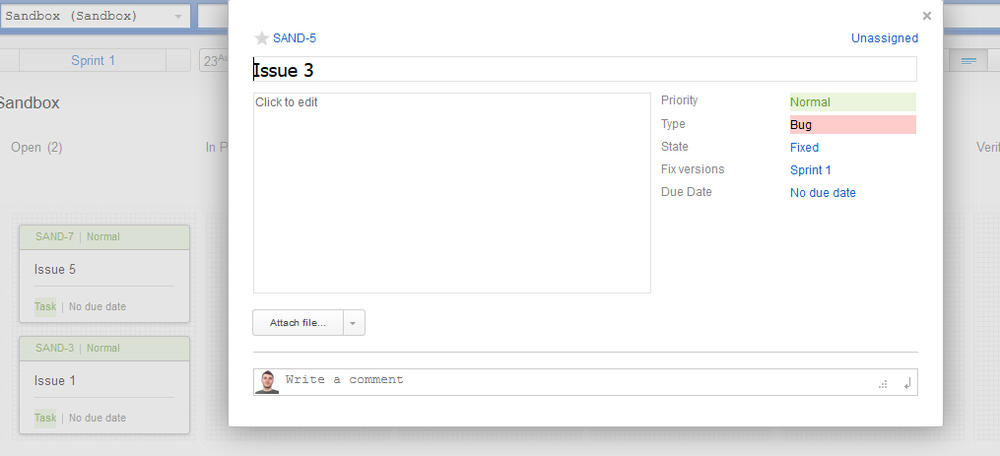 Sandbox (Sandbox)
Sprint 1
23
Sandbox
Open (2)
In P
Verif
SAND-7 | Normal
Issue 5
Task | No due date
SAND-3 | Normal
Issue 1
Task | No due date
SAND-5
Unassigned
Issue 3
Click to edit
Priority Normal
Type Bug
State Fixed
Fix versions Sprint 1
Due Date No due date
Attach file...
Write a comment